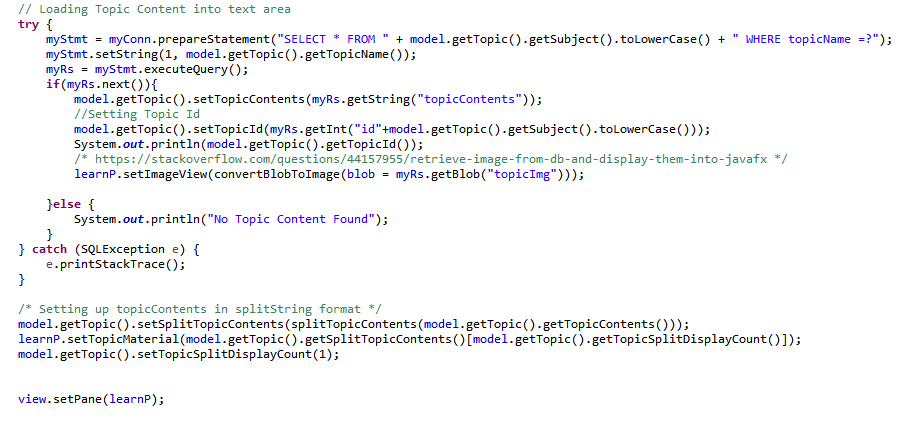 // Loading Topic Content into text area
try {
myStmt = myConn.prepareStatement("SELECT * FROM " + model.getTopic().getSubject().toLowerCase() + " WHERE topicName =?");
myStmt.setString(1, model.getTopic().getTopicName());
myRs = myStmt.executeQuery();
if(myRs.next()){
model.getTopic().setTopicContents(myRs.getString("topicContents"));
//Setting Topic Id
model.getTopic().setTopicId(myRs.getInt("id"+model.getTopic().getSubject().toLowerCase()));
System.out.println(model.getTopic().getTopicId());
/* https://stackoverflow.com/questions/44157955/retrieve-image-from-db-and-display-them-into-javafx */
learnP.setImageView(convertBlobToImage(blob = myRs.getBlob("topicImg")));
}else {
System.out.println("No Topic Content Found");
}
} catch (SQLException e) {
e.printStackTrace();
}
/* Setting up topicContents in splitString format */
model.getTopic().setSplitTopicContents(splitTopicContents(model.getTopic().getTopicContents()));
learnP.setTopicMaterial(model.getTopic().getSplitTopicContents()[model.getTopic().getTopicSplitDisplayCount()]);
model.getTopic().setTopicSplitDisplayCount(1);
view.setPane(learnP);